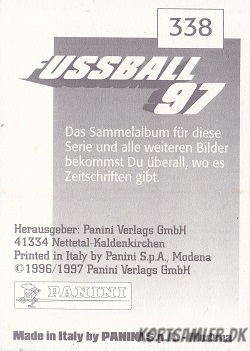 338
FUSSBALL
97
Das Sammelalbum für diese
Serie und alle weiteren Bilder
bekommst Du überall, wo es
Zeitschriften gibt.
Herausgeber: Panini Verlags GmbH
41334 Nettetal-Kaldenkirchen
Printed in Italy by Panini S.p.A., Modena
©1996/1997 Panini Verlags GmbH
PANINI
Made in Italy by PANINI S.p.A. - Modena
KORTSAMLER.DK